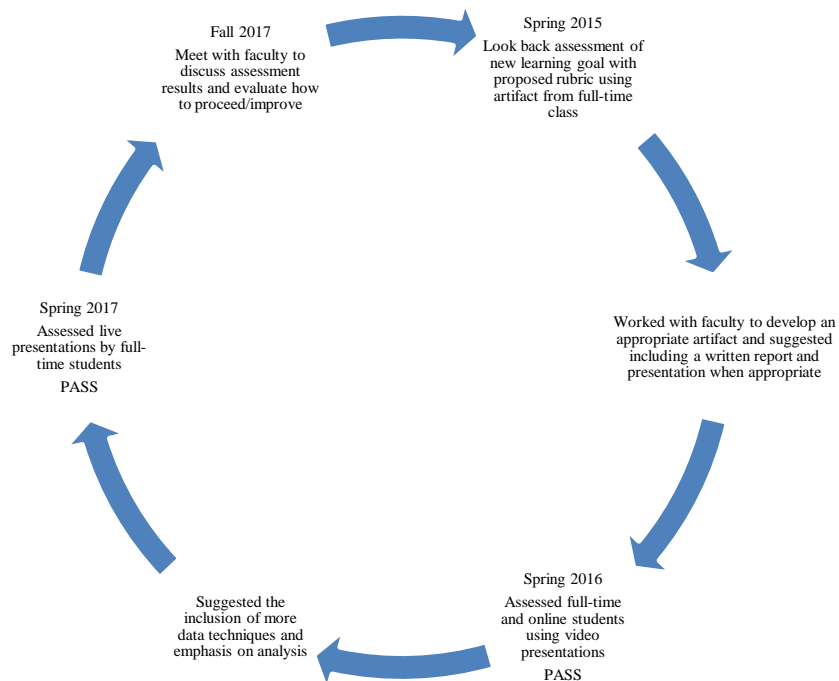 Spring 2015
Look back assessment of
new learning goal with
proposed rubric using
artifact from full-time
class
Worked with faculty to develop an
appropriate artifact and suggested
including a written report and
presentation when appropriate
Spring 2016
Assessed full-time
and online students
using video
presentations
PASS
Suggested the
inclusion of more
data techniques and
emphasis on analysis
Spring 2017
Assessed live
presentations by full-
time students
PASS
Fall 2017
Meet with faculty to
discuss assessment
results and evaluate how
to proceed/improve